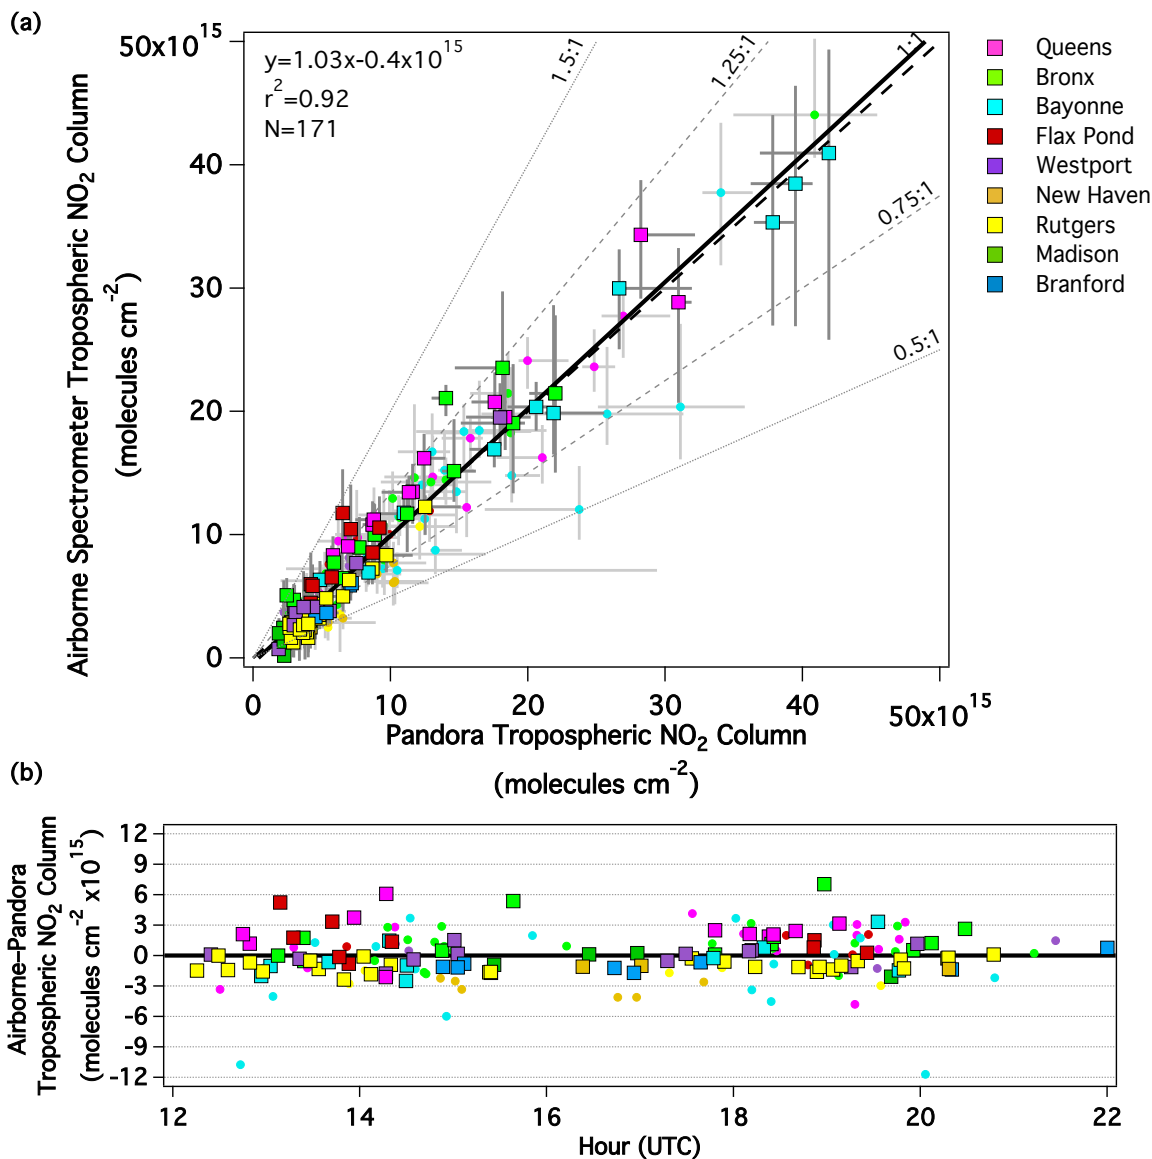 (a)
50x10^15
y=1.03x-0.4x10^15
r^2=0.92
N=171
1.5:1
1.25:1
1:1
0.75:1
0.5:1
40
30
20
10
0
Airborne Spectrometer Tropospheric NO₂ Column
(molecules cm^-2)
0 10 20 30 40 50x10^15
Pandora Tropospheric NO₂ Column
(molecules cm^-2)
Queens
Bronx
Bayonne
Flax Pond
Westport
New Haven
Rutgers
Madison
Branford
(b)
12
9
6
3
0
-3
-6
-9
-12
Airborne–Pandora
Tropospheric NO₂ Column
(molecules cm^-2 x10^15)
12 14 16 18 20 22
Hour (UTC)